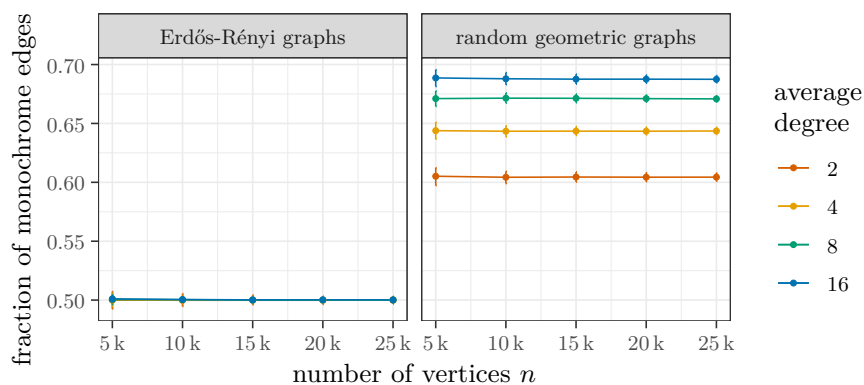 Erdős-Rényi graphs
random geometric graphs
fraction of monochrome edges
0.70
0.65
0.60
0.55
0.50
5 k
10 k
15 k
20 k
25 k
5 k
10 k
15 k
20 k
25 k
number of vertices n
average
degree
2
4
8
16